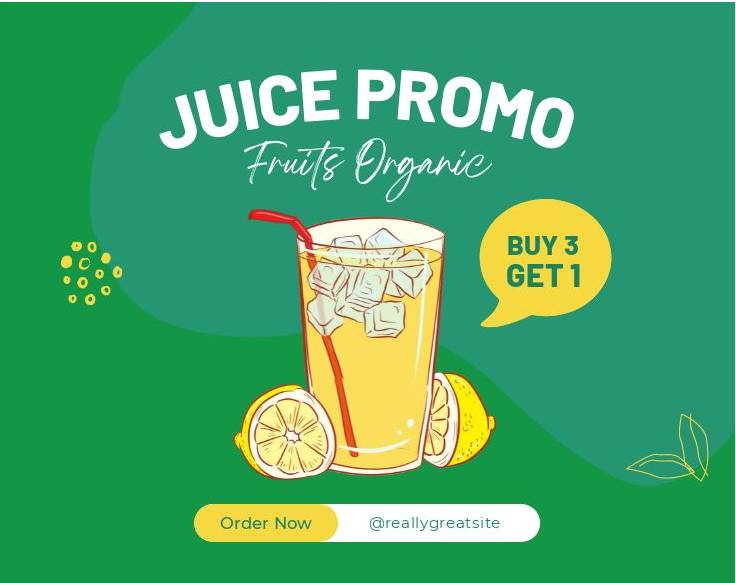 JUICE PROMO
Fruits Organic
BUY 3
GET 1
Order Now
@reallygreatsite